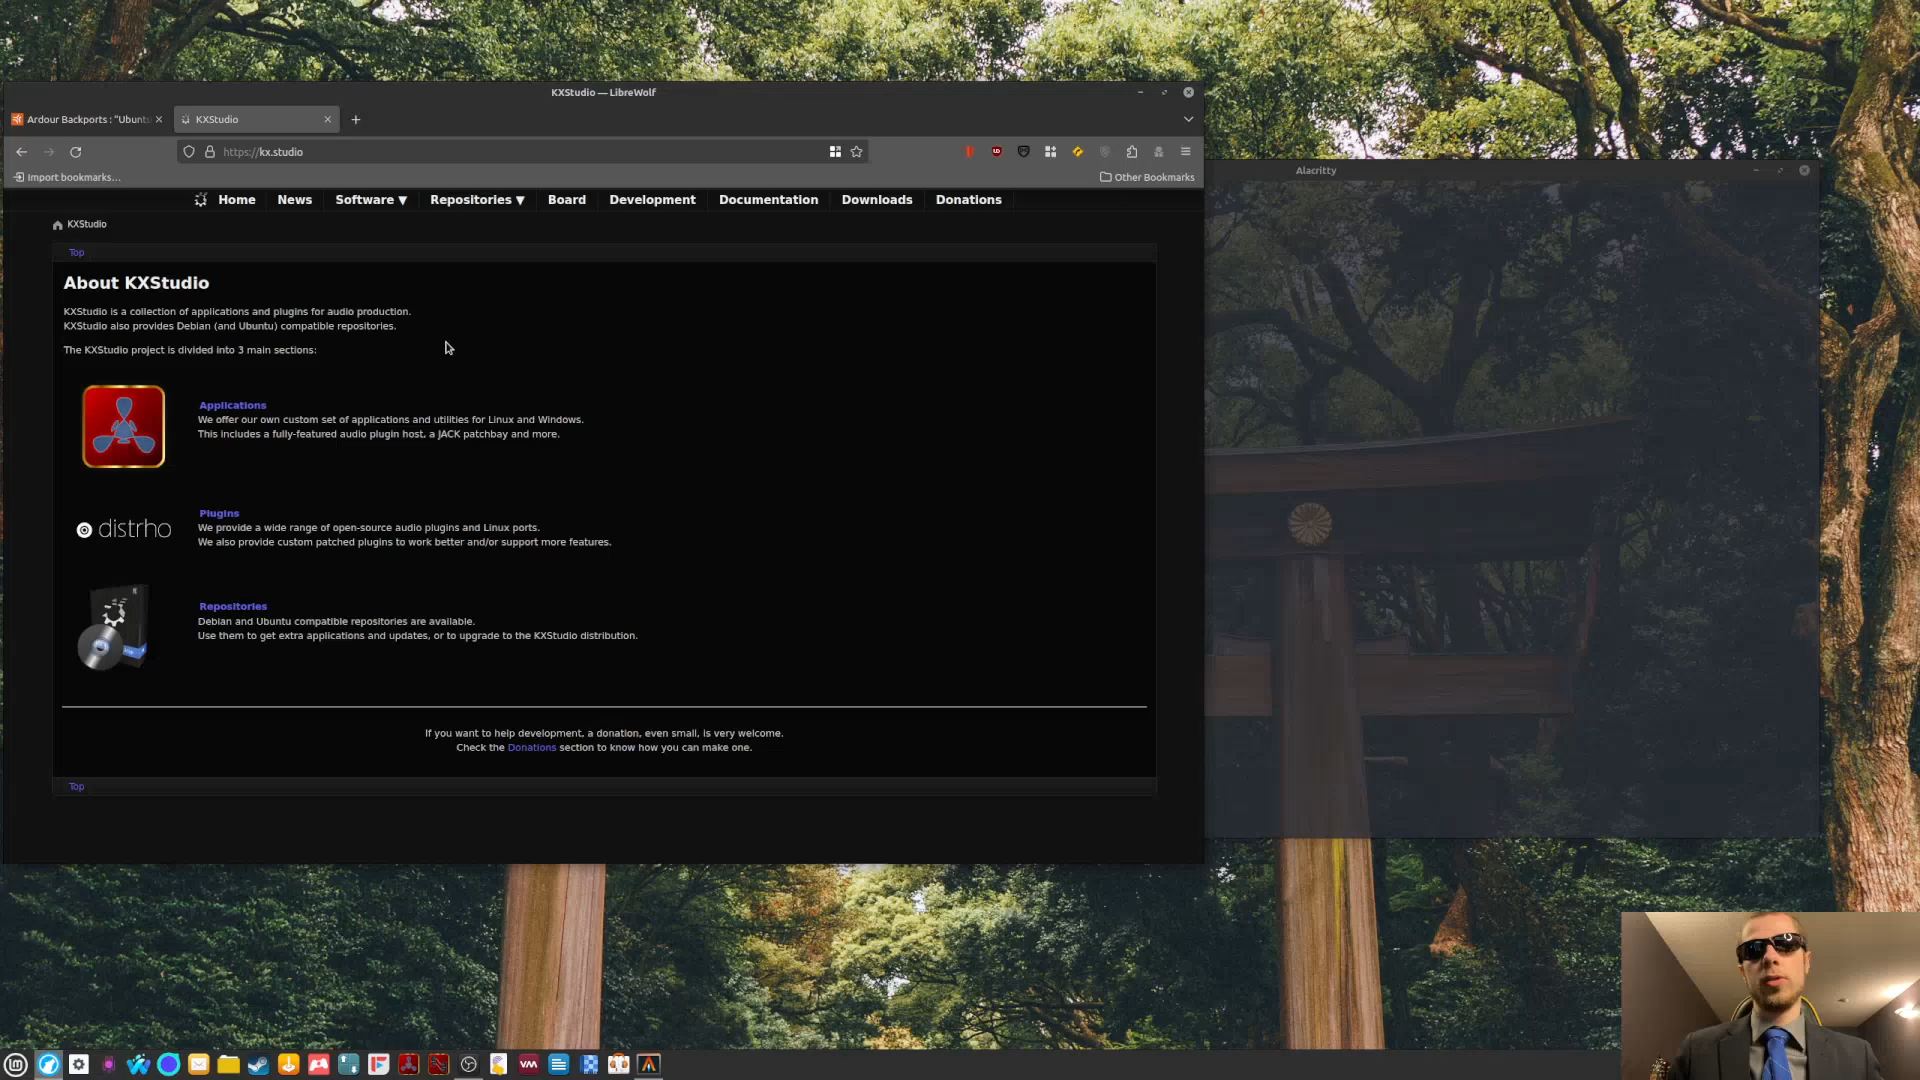 KXStudio — LibreWolf
Ardour Backports : "Ubunt
KXStudio
https://kx.studio
Import bookmarks...
Other Bookmarks
Alacritty
Home
News
Software ▼
Repositories ▼
Board
Development
Documentation
Downloads
Donations
KXStudio
Top
About KXStudio
KXStudio is a collection of applications and plugins for audio production.
KXStudio also provides Debian (and Ubuntu) compatible repositories.
The KXStudio project is divided into 3 main sections:
Applications
We offer our own custom set of applications and utilities for Linux and Windows.
This includes a fully-featured audio plugin host, a JACK patchbay and more.
distrho
Plugins
We provide a wide range of open-source audio plugins and Linux ports.
We also provide custom patched plugins to work better and/or support more features.
Repositories
Debian and Ubuntu compatible repositories are available.
Use them to get extra applications and updates, or to upgrade to the KXStudio distribution.
If you want to help development, a donation, even small, is very welcome.
Check the Donations section to know how you can make one.
Top